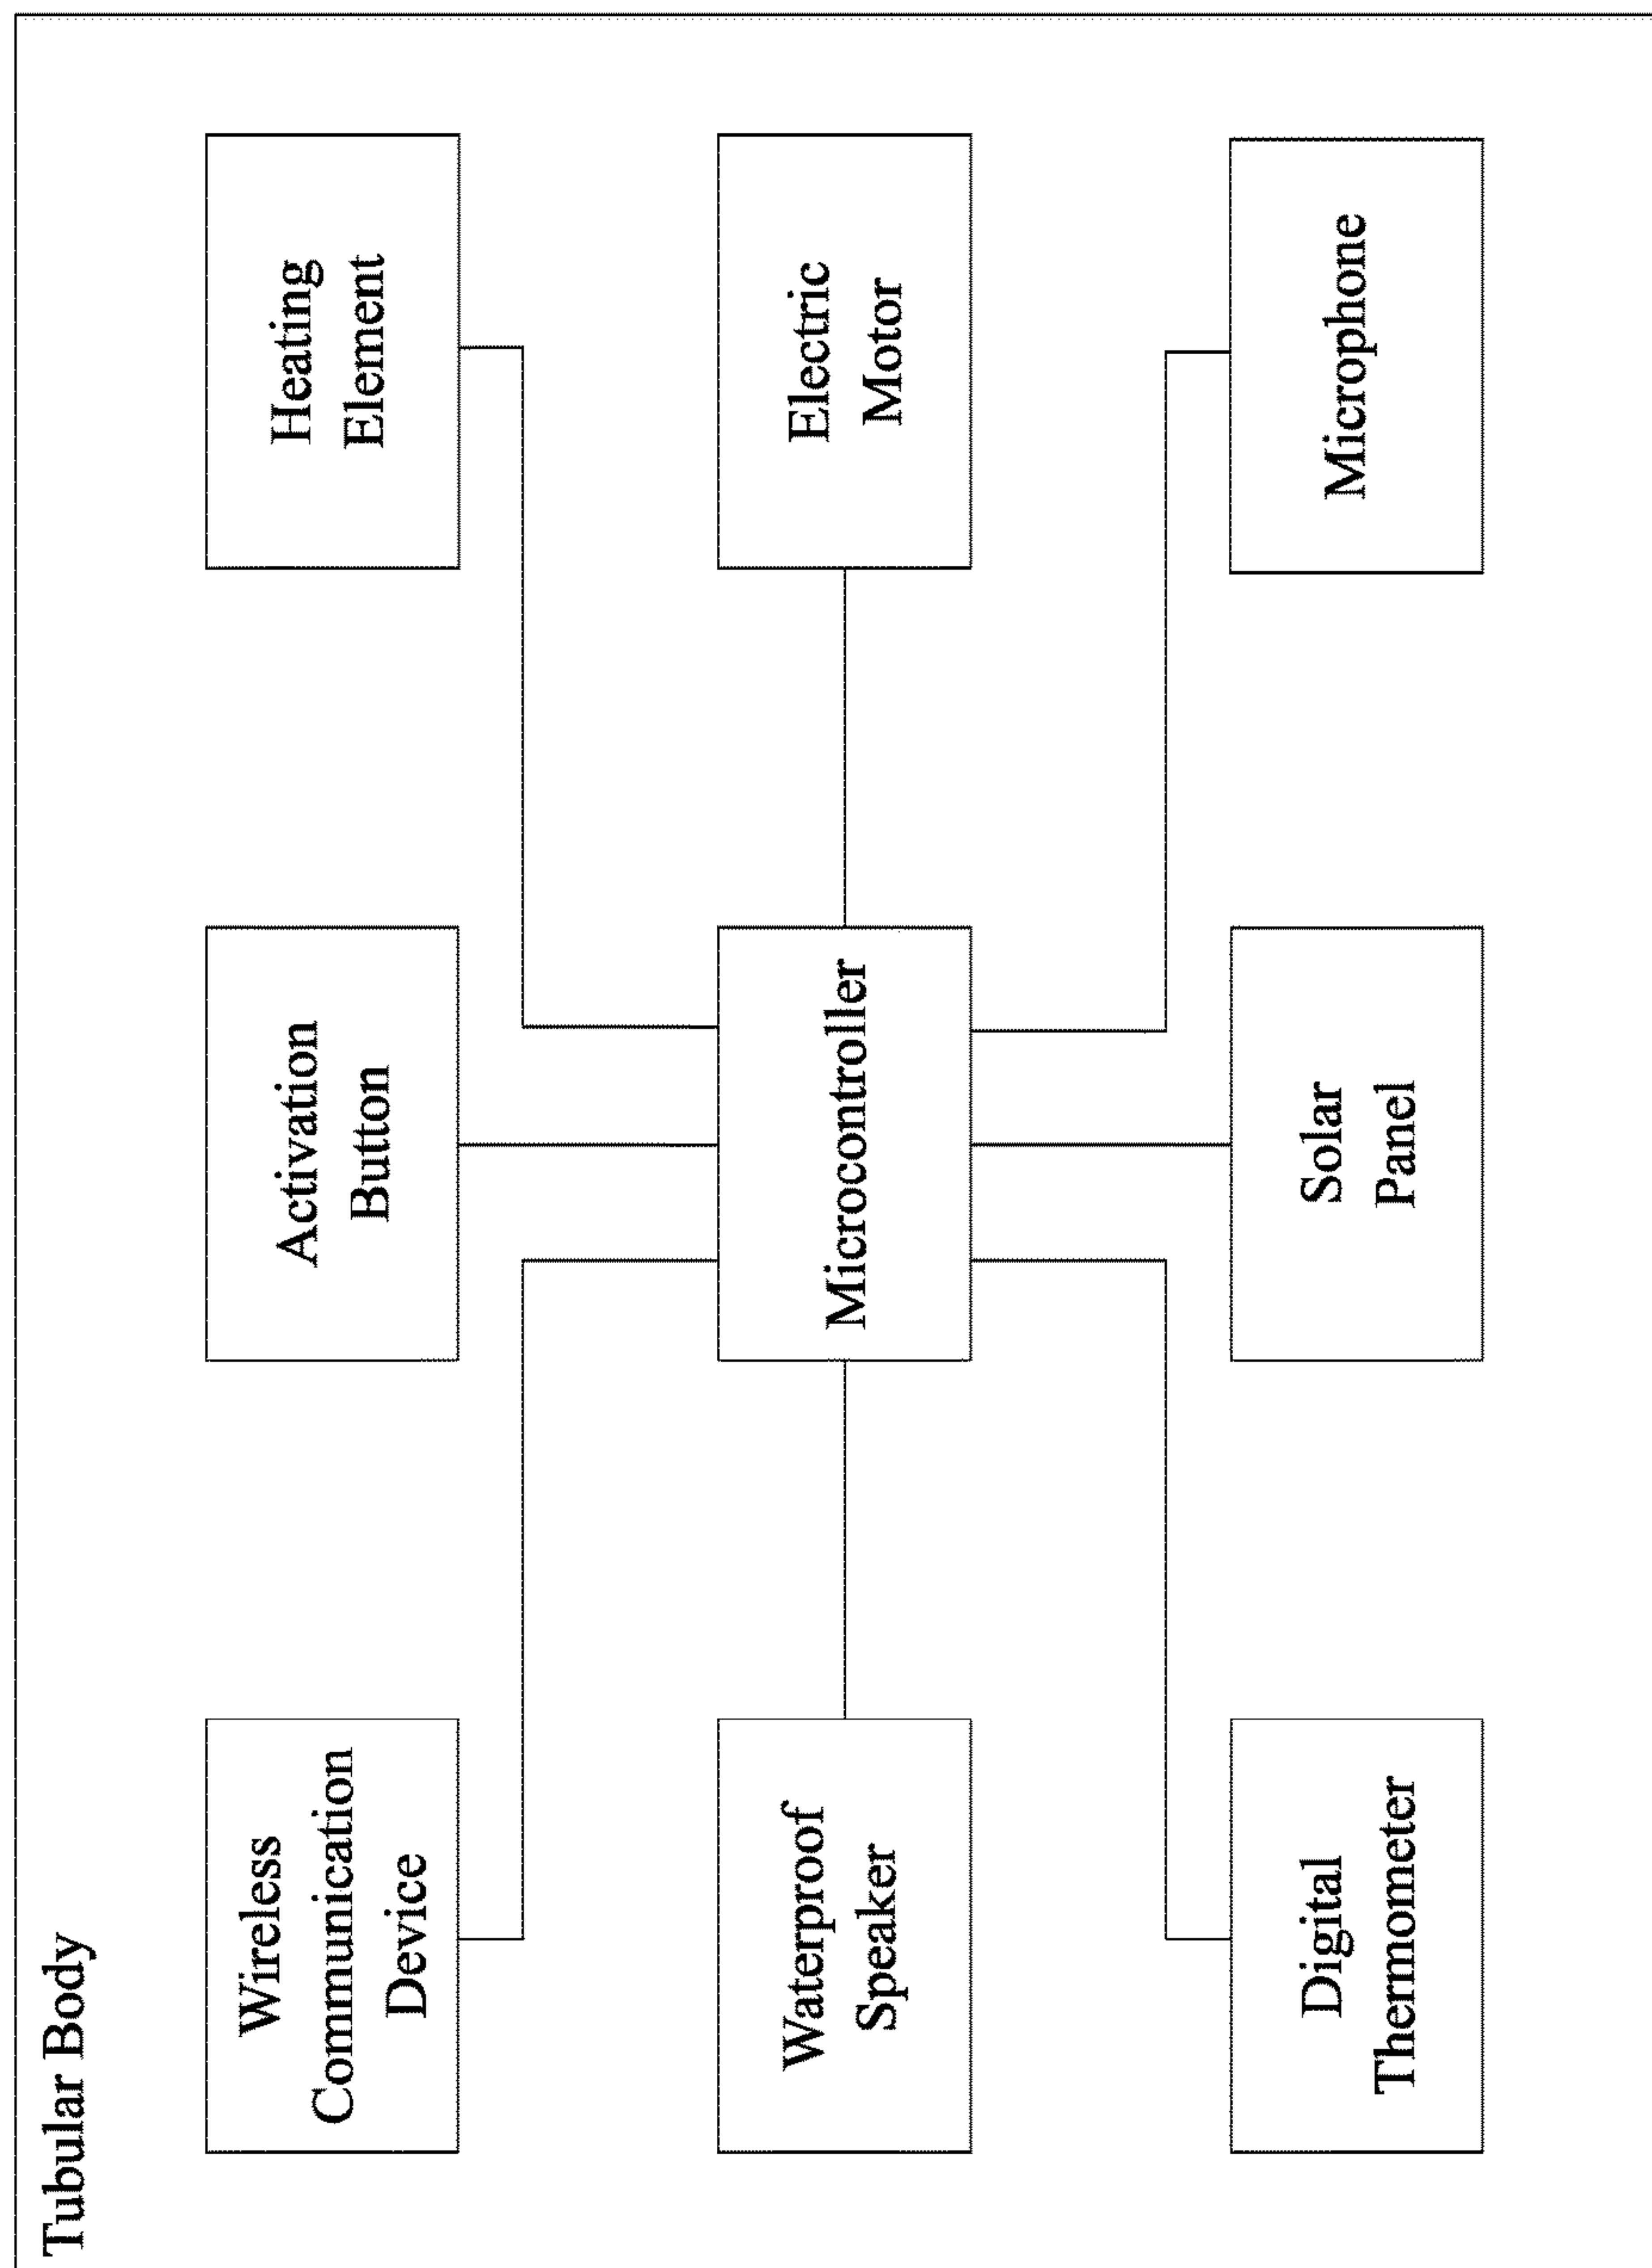 Tubular Body
Wireless
Communication
Device
Activation
Button
Heating
Element
Waterproof
Speaker
Microcontroller
Electric
Motor
Digital
Thermometer
Solar
Panel
Microphone